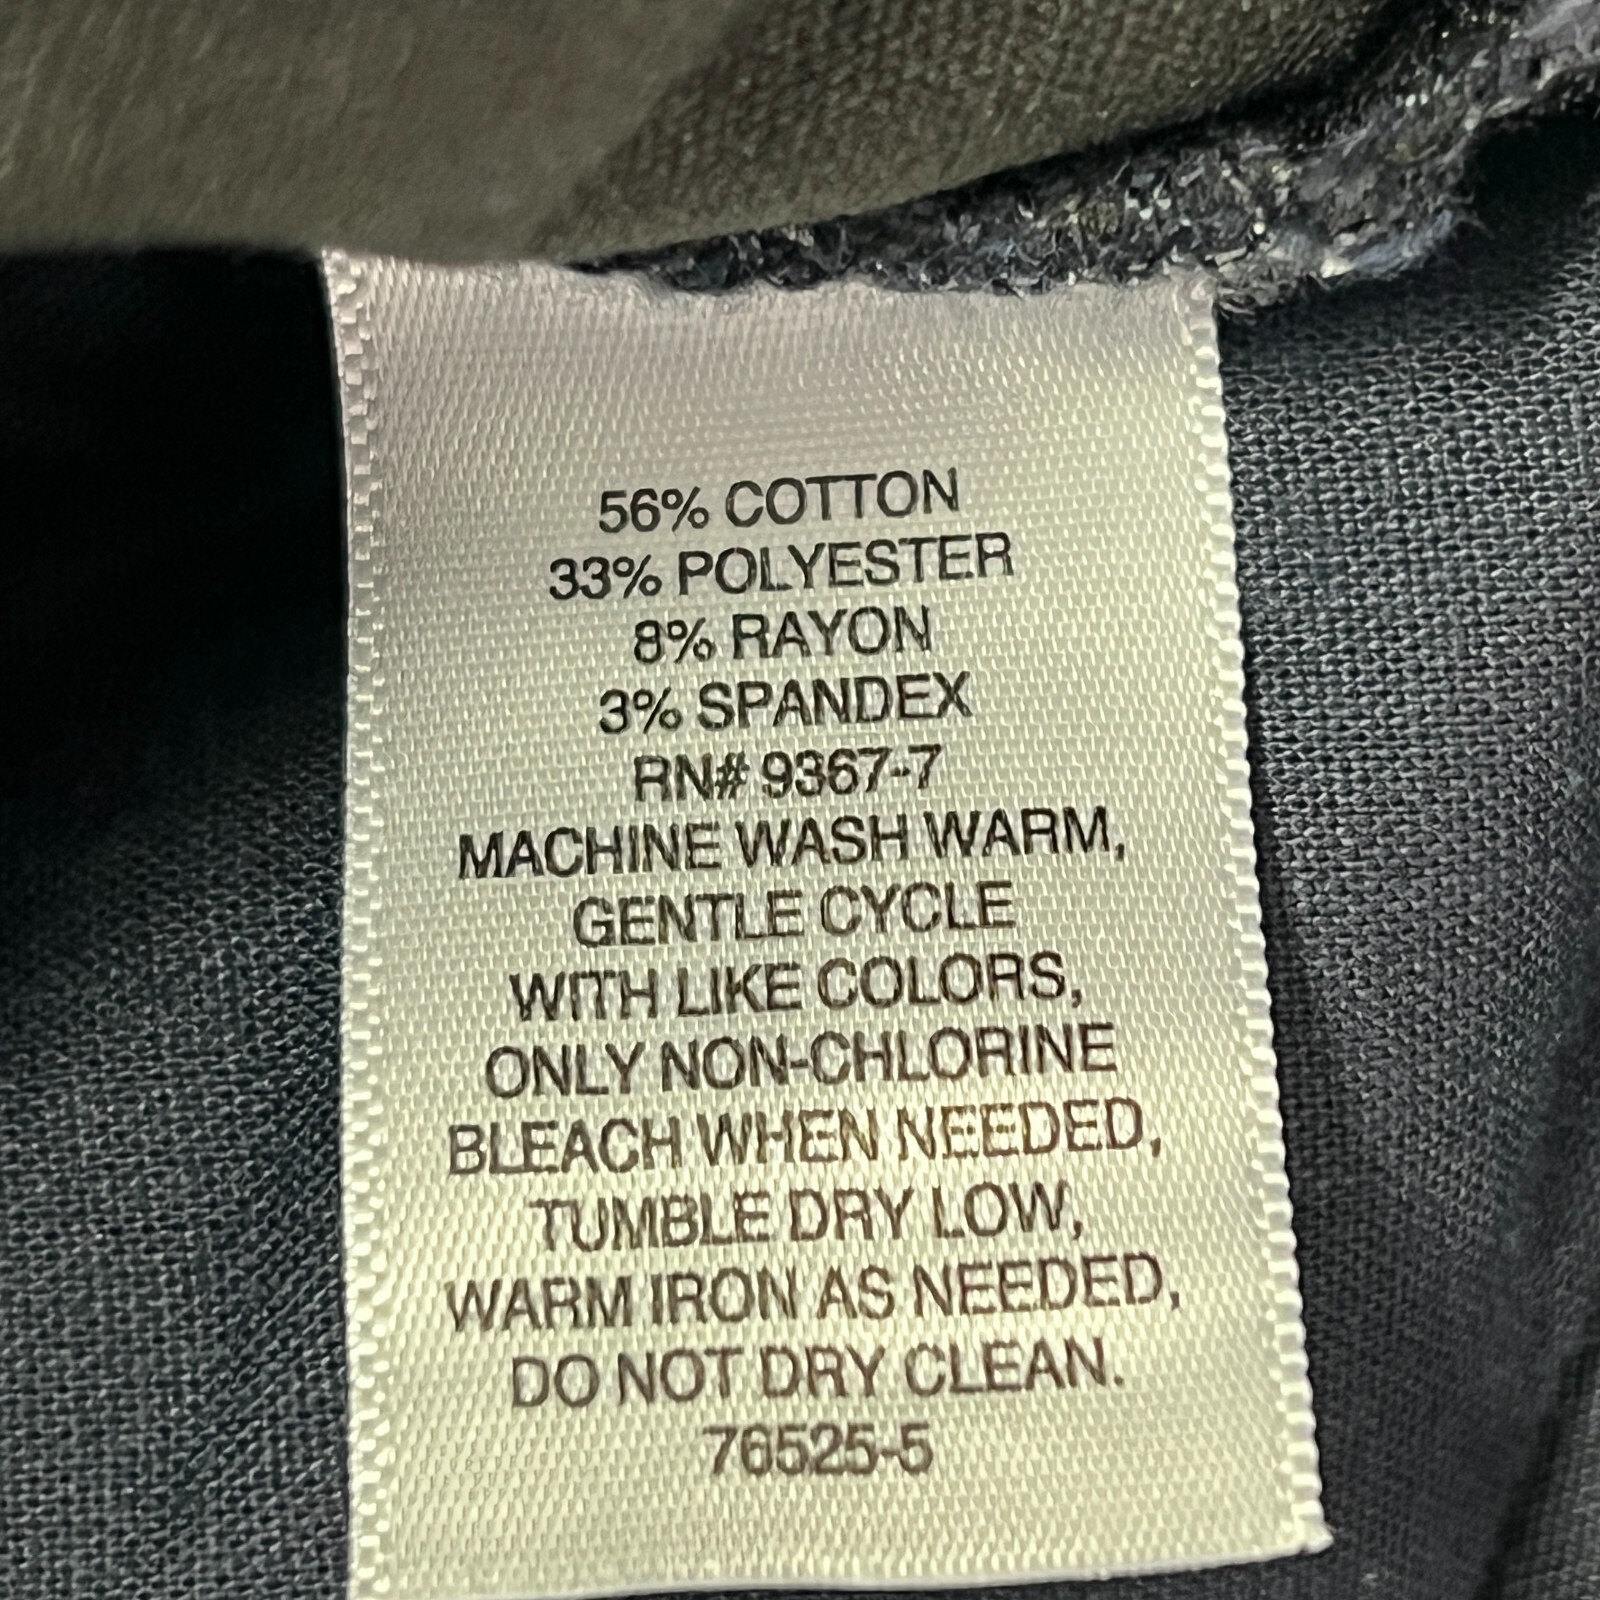 56% COTTON
33% POLYESTER
8% RAYON
3% SPANDEX
RN# 9367-7
MACHINE WASH WARM,
GENTLE CYCLE
WITH LIKE COLORS,
ONLY NON-CHLORINE
BLEACH WHEN NEEDED,
TUMBLE DRY LOW,
WARM IRON AS NEEDED,
DO NOT DRY CLEAN.
76525-5